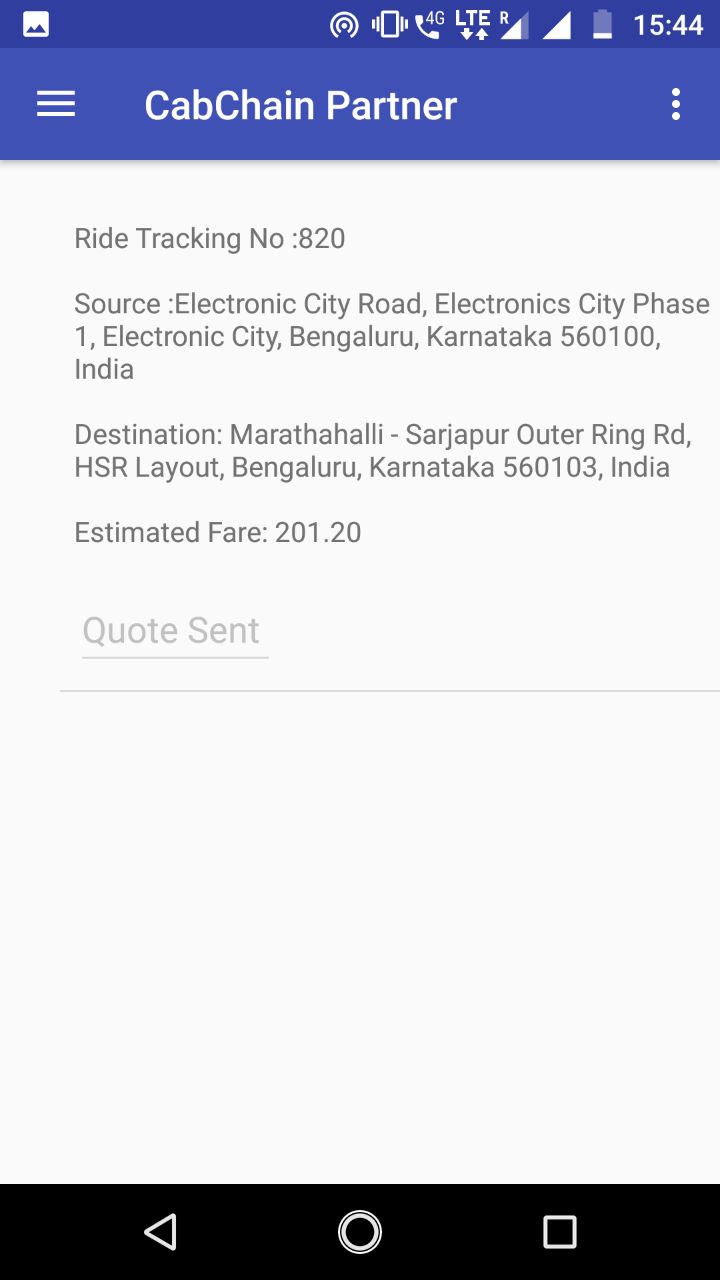 4G LTE R 15:44
CabChain Partner
Ride Tracking No :820
Source :Electronic City Road, Electronics City Phase
1, Electronic City, Bengaluru, Karnataka 560100,
India
Destination: Marathahalli - Sarjapur Outer Ring Rd,
HSR Layout, Bengaluru, Karnataka 560103, India
Estimated Fare: 201.20
Quote Sent